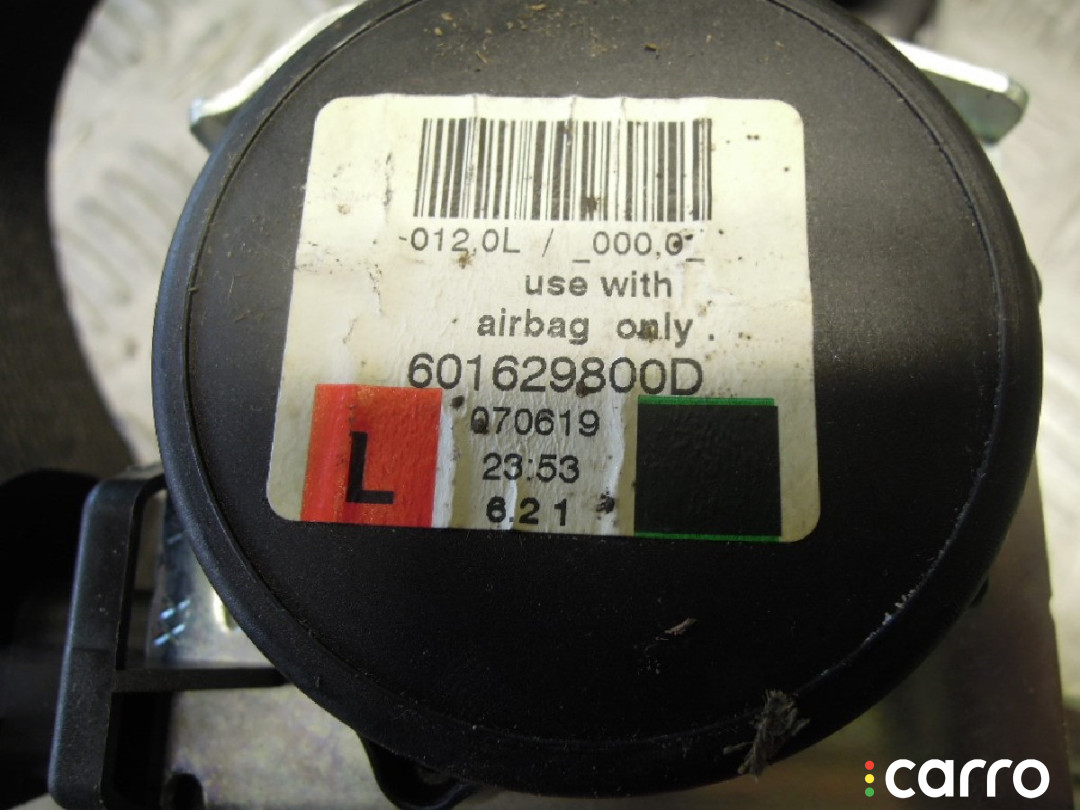 012,0L / _000,0_
use with
airbag only
601629800D
070619
23:53
6.2 1
L
carro